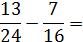 13/24 − 7/16 =